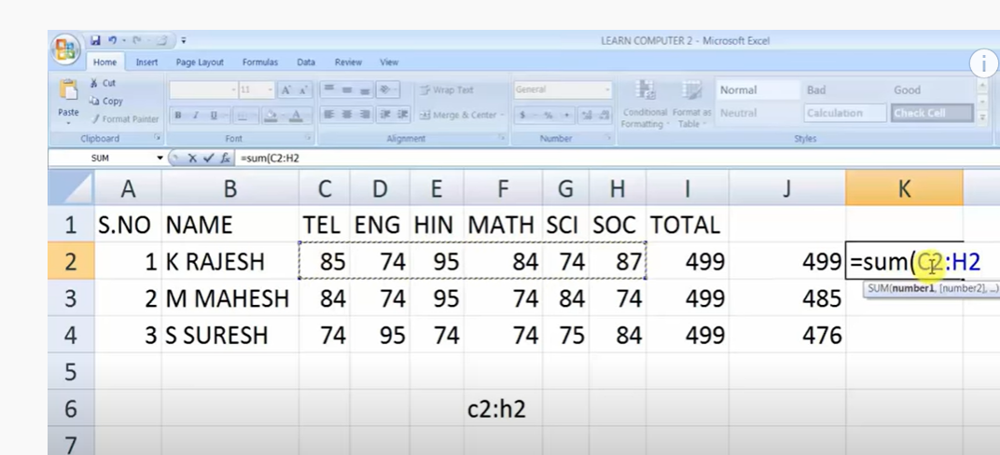 LEARN COMPUTER 2 - Microsoft Excel
Home Insert Page Layout Formulas Data Review View
Cut
Copy
Format Painter
Paste
Clipboard
11 A A
B I U A
Font
Wrap Text
Merge & Center
Alignment
General
$ % ,
Number
Conditional Formatting
Format as Table
Normal Bad Good
Neutral Calculation Check Cell
Styles
SUM fx =sum(C2:H2
A B C D E F G H I J K
1 S.NO NAME TEL ENG HIN MATH SCI SOC TOTAL
2 1 K RAJESH 85 74 95 84 74 87 499 499 =sum(C2:H2
SUM(number1, [number2], ...)
3 2 M MAHESH 84 74 95 74 84 74 499 485
4 3 S SURESH 74 95 74 74 75 84 499 476
5
6 c2:h2
7